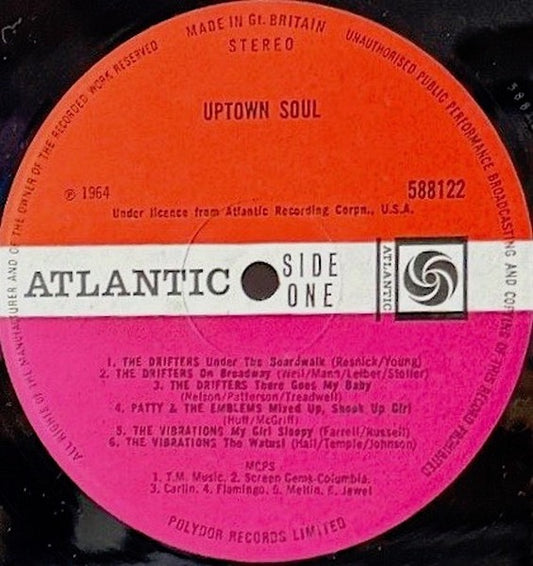 MADE IN Gt. BRITAIN
STEREO
ALL RIGHTS OF THE MANUFACTURER AND OF THE OWNER OF THE RECORDED WORK RESERVED
UNAUTHORISED PUBLIC PERFORMANCE BROADCASTING AND COPYING OF THIS RECORD PROHIBITED
UPTOWN SOUL
℗ 1964
588122
Under licence from Atlantic Recording Corpn., U.S.A.
ATLANTIC
SIDE
ONE
ATLANTIC
1. THE DRIFTERS Under The Boardwalk (Resnick/Young)
2. THE DRIFTERS On Broadway (Weil/Mann/Leiber/Stoller)
3. THE DRIFTERS There Goes My Baby
(Nelson/Patterson/Treadwell)
4. PATTY & THE EMBLEMS Mixed Up, Shook Up Girl
(Huff/McGriff)
5. THE VIBRATIONS My Girl Sloopy (Farrell/Russell)
6. THE VIBRATIONS The Watusi (Hall/Temple/Johnson)
MCPS
1. T.M. Music. 2. Screen Gems-Columbia.
3. Carlin. 4. Flamingo. 5. Mellin. 6. Jewel
POLYDOR RECORDS LIMITED